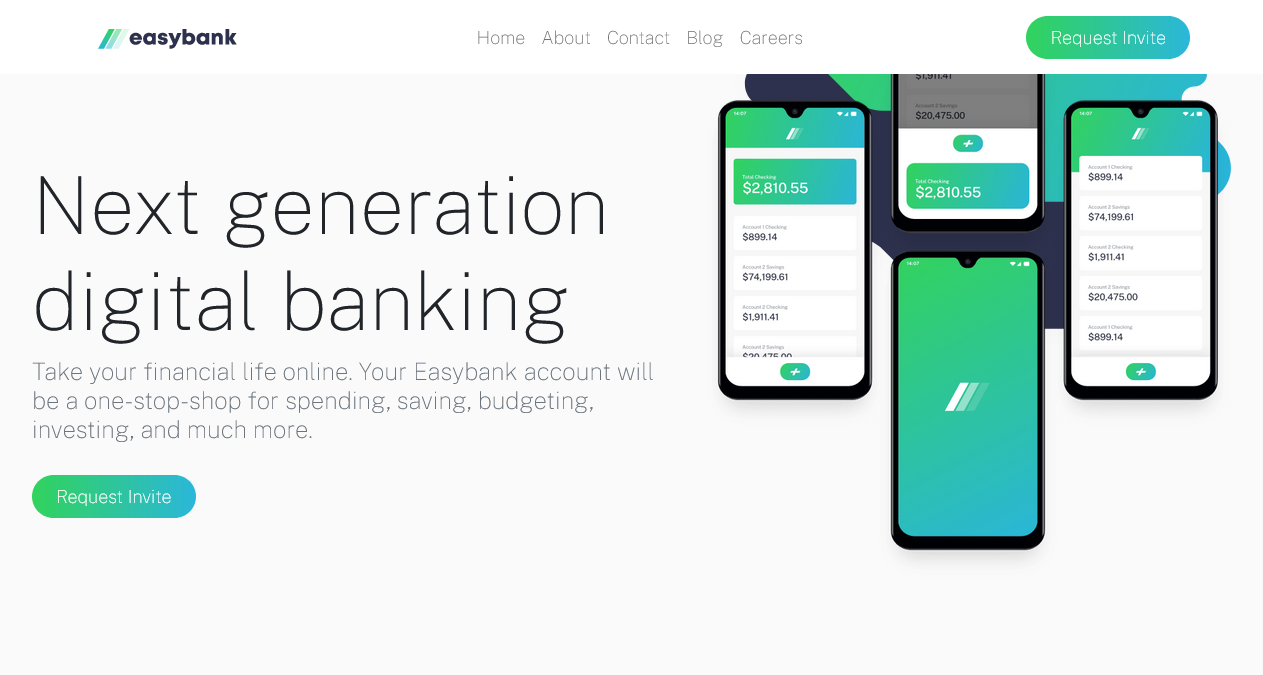 easybank
Home About Contact Blog Careers
Request Invite
Next generation
digital banking
Take your financial life online. Your Easybank account will
be a one-stop-shop for spending, saving, budgeting,
investing, and much more.
Request Invite
14:07
Total Checking
$2,810.55
Account 1 Checking
$899.14
Account 2 Savings
$74,199.61
Account 2 Checking
$1,911.41
Account 2 Savings
$20,475.00
$1,911.41
Account 2 Savings
$20,475.00
Total Checking
$2,810.55
14:07
14:07
Account 1 Checking
$899.14
Account 2 Savings
$74,199.61
Account 2 Checking
$1,911.41
Account 2 Savings
$20,475.00
Account 1 Checking
$899.14